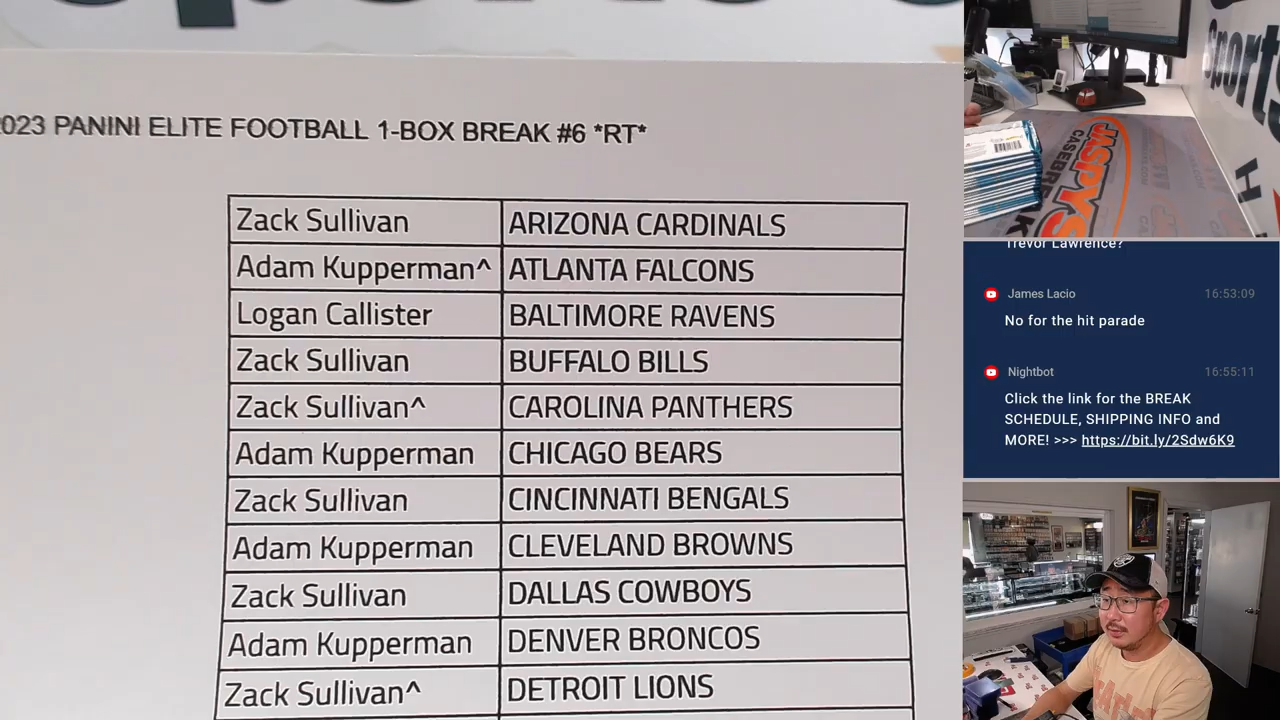 2023 PANINI ELITE FOOTBALL 1-BOX BREAK #6 *RT*
Zack Sullivan ARIZONA CARDINALS
Adam Kupperman^ ATLANTA FALCONS
Logan Callister BALTIMORE RAVENS
Zack Sullivan BUFFALO BILLS
Zack Sullivan^ CAROLINA PANTHERS
Adam Kupperman CHICAGO BEARS
Zack Sullivan CINCINNATI BENGALS
Adam Kupperman CLEVELAND BROWNS
Zack Sullivan DALLAS COWBOYS
Adam Kupperman DENVER BRONCOS
Zack Sullivan^ DETROIT LIONS
Sports
JASPYS
CASEBR
Trevor Lawrence?
James Lacio 16:53:09
No for the hit parade
Nightbot 16:55:11
Click the link for the BREAK
SCHEDULE, SHIPPING INFO and
MORE! >>> https://bit.ly/2Sdw6K9